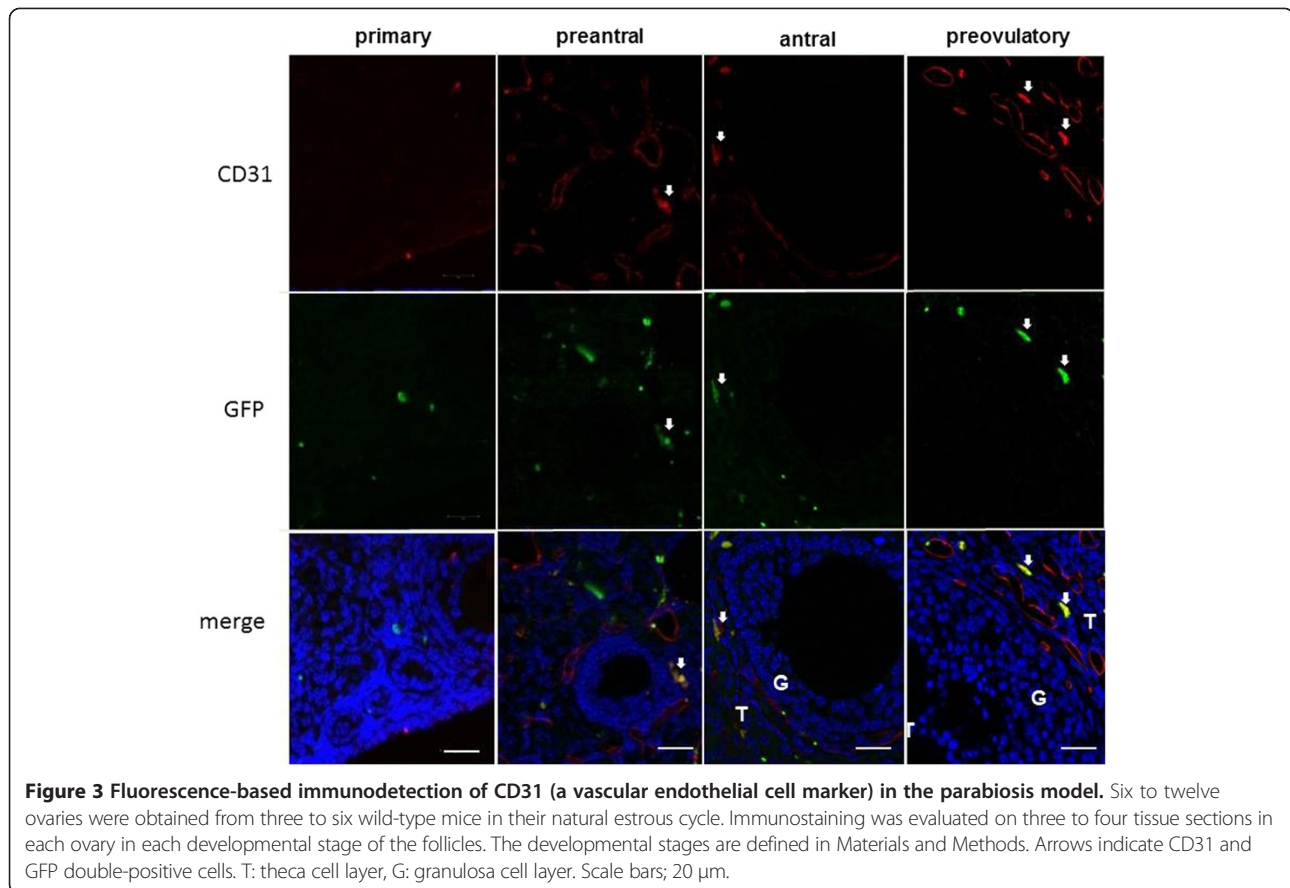 primary preantral antral preovulatory
CD31
GFP
merge
G
T
T
G
T
Figure 3 Fluorescence-based immunodetection of CD31 (a vascular endothelial cell marker) in the parabiosis model. Six to twelve
ovaries were obtained from three to six wild-type mice in their natural estrous cycle. Immunostaining was evaluated on three to four tissue sections in
each ovary in each developmental stage of the follicles. The developmental stages are defined in Materials and Methods. Arrows indicate CD31 and
GFP double-positive cells. T: theca cell layer, G: granulosa cell layer. Scale bars; 20 μm.